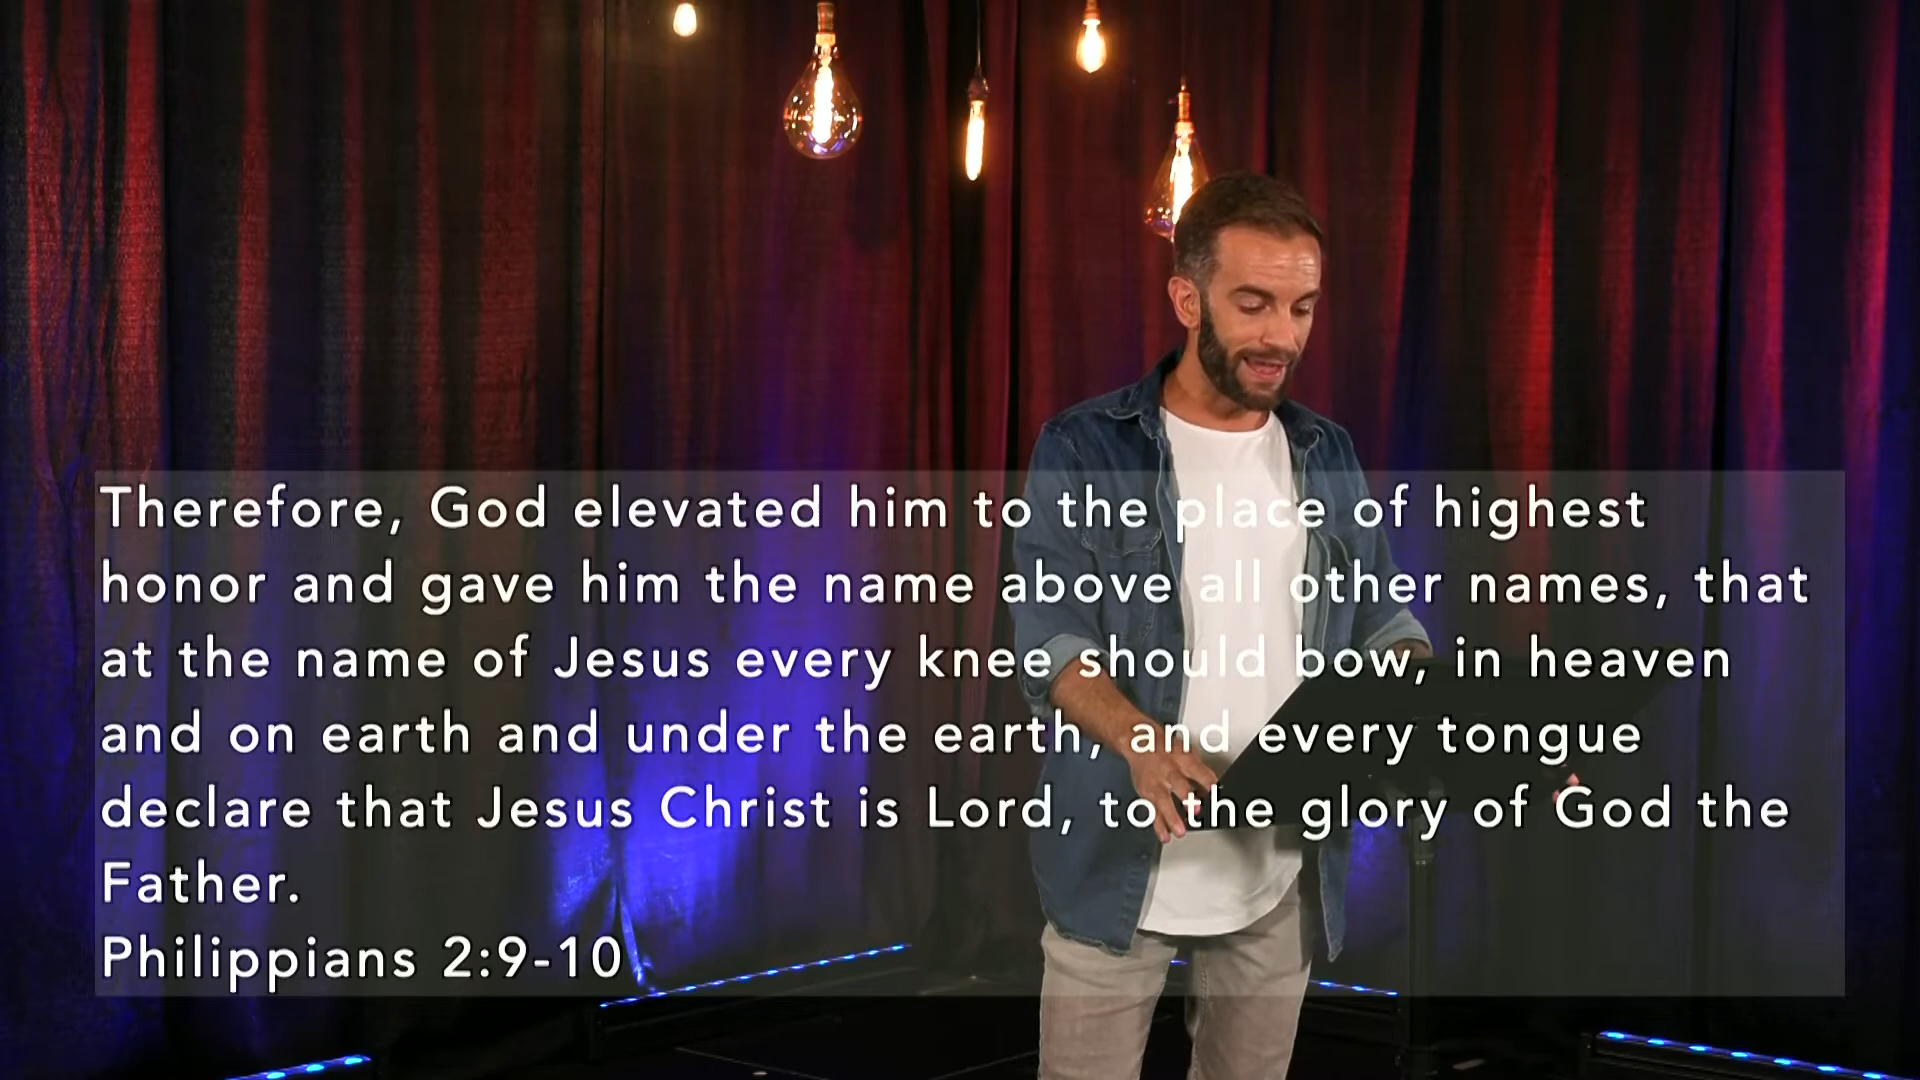 Therefore, God elevated him to the place of highest
honor and gave him the name above all other names, that
at the name of Jesus every knee should bow, in heaven
and on earth and under the earth, and every tongue
declare that Jesus Christ is Lord, to the glory of God the
Father.
Philippians 2:9-10